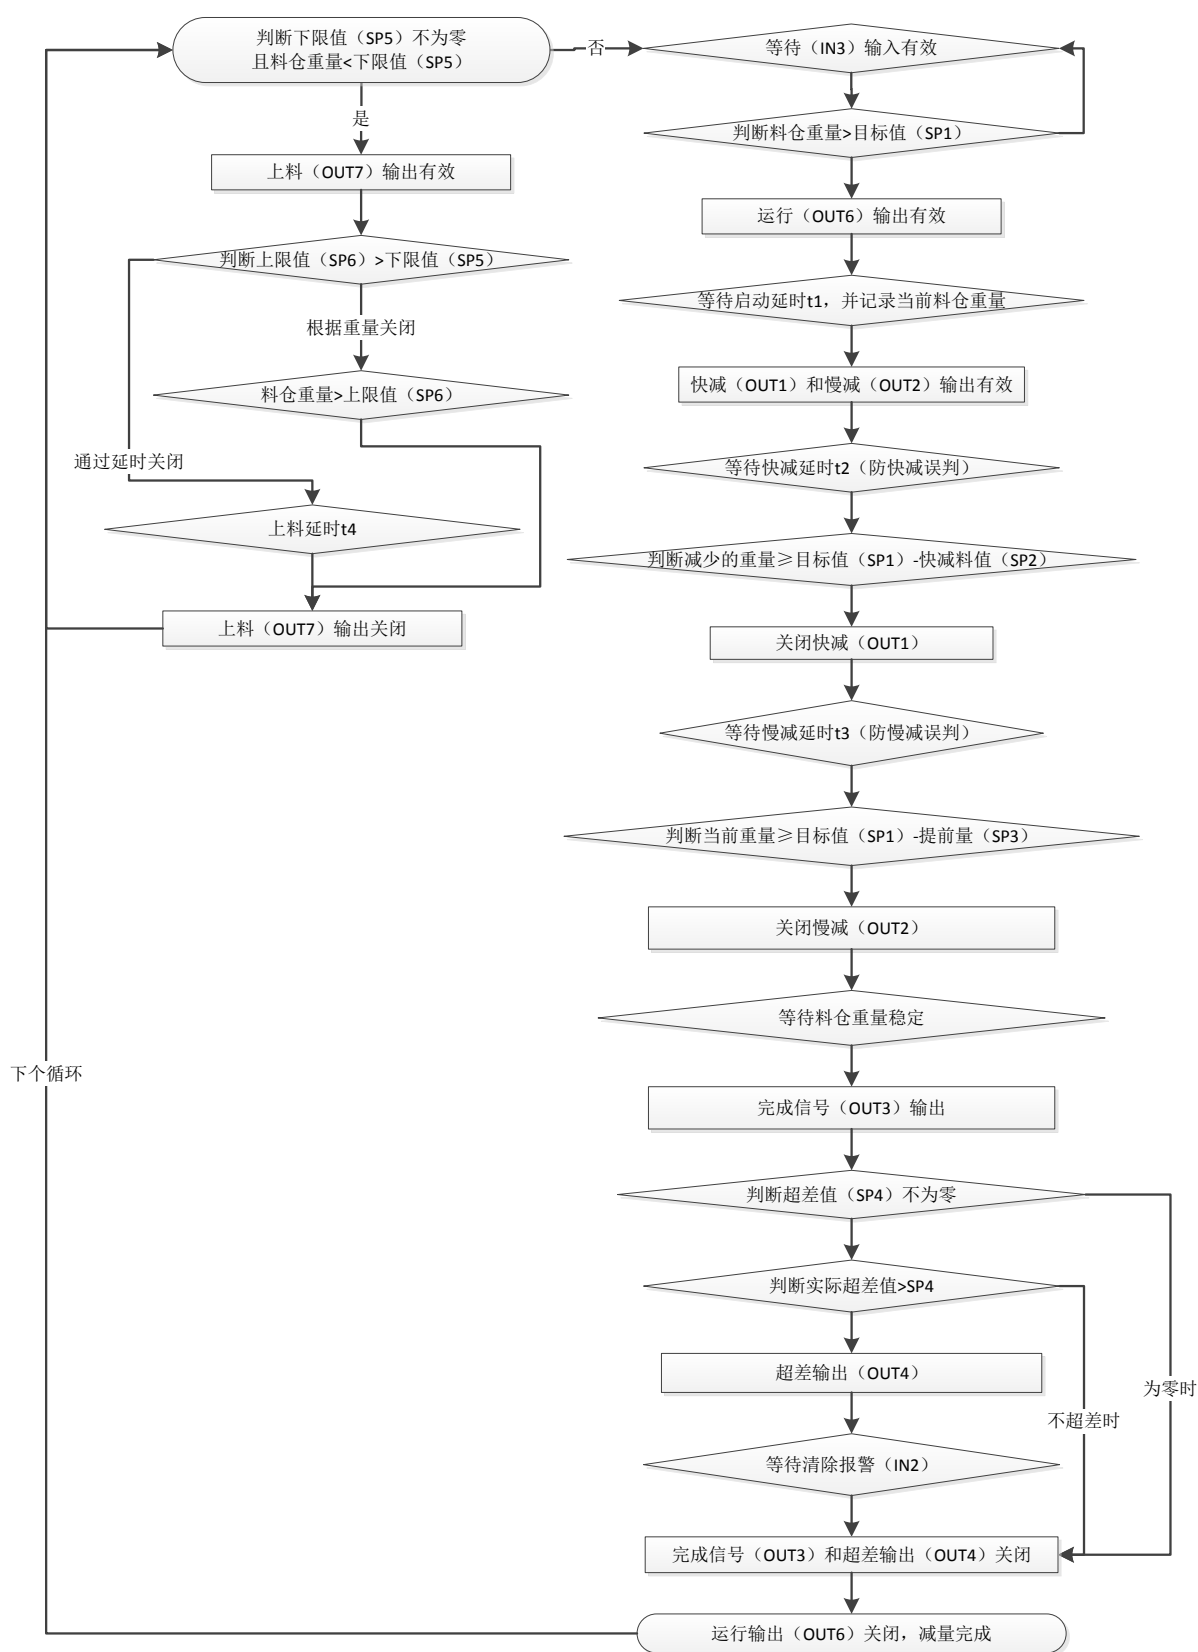 判断下限值（SP5）不为零
且料仓重量<下限值（SP5）
是
上料（OUT7）输出有效
判断上限值（SP6）>下限值（SP5）
根据重量关闭
料仓重量>上限值（SP6）
通过延时关闭
上料延时t4
上料（OUT7）输出关闭
否
等待（IN3）输入有效
判断料仓重量>目标值（SP1）
运行（OUT6）输出有效
等待启动延时t1，并记录当前料仓重量
快减（OUT1）和慢减（OUT2）输出有效
等待快减延时t2（防快减误判）
判断减少的重量≥目标值（SP1）-快减料值（SP2）
关闭快减（OUT1）
等待慢减延时t3（防慢减误判）
判断当前重量≥目标值（SP1）-提前量（SP3）
关闭慢减（OUT2）
等待料仓重量稳定
完成信号（OUT3）输出
判断超差值（SP4）不为零
判断实际超差值>SP4
超差输出（OUT4）
为零时
不超差时
等待清除报警（IN2）
完成信号（OUT3）和超差输出（OUT4）关闭
运行输出（OUT6）关闭，减量完成
下个循环